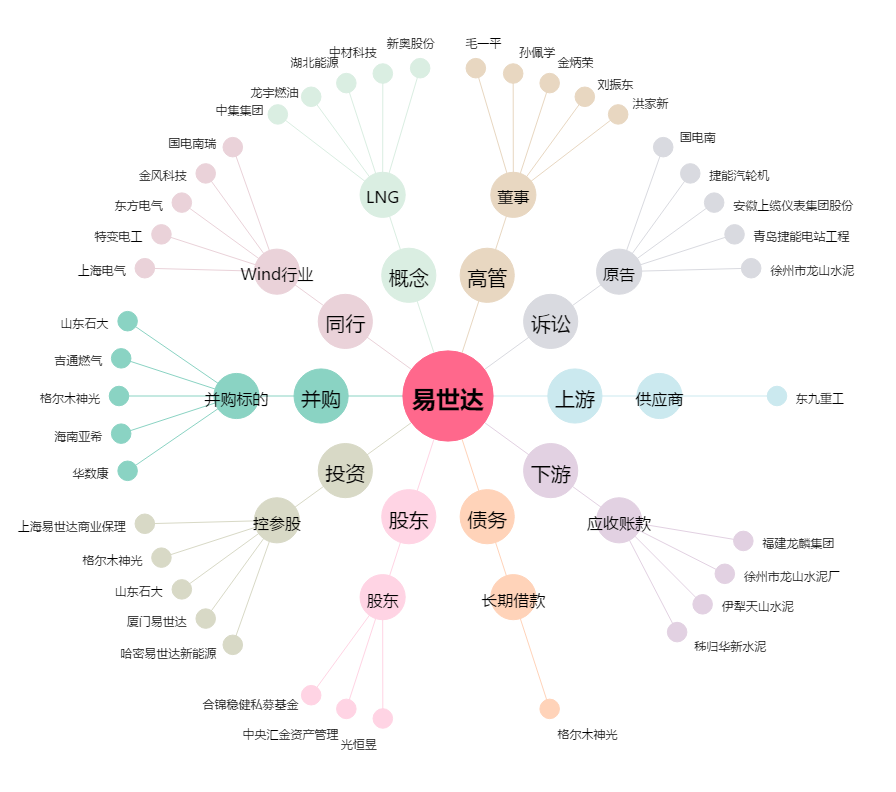 新奥股份
中材科技
湖北能源
龙宇燃油
中集集团
毛一平
孙佩学
金炳荣
刘振东
洪家新
国电南瑞
金风科技
东方电气
特变电工
上海电气
LNG
董事
国电南
捷能汽轮机
安徽上缆仪表集团股份
青岛捷能电站工程
徐州市龙山水泥
Wind行业
概念
高管
原告
同行
诉讼
山东石大
吉通燃气
格尔木神光
海南亚希
华数康
并购标的
并购
易世达
上游
供应商
东九重工
投资
下游
控参股
股东
债务
应收账款
上海易世达商业保理
格尔木神光
山东石大
厦门易世达
哈密易世达新能源
福建龙麟集团
徐州市龙山水泥厂
伊犁天山水泥
秭归华新水泥
股东
长期借款
合锦稳健私募基金
中央汇金资产管理
光恒昱
格尔木神光